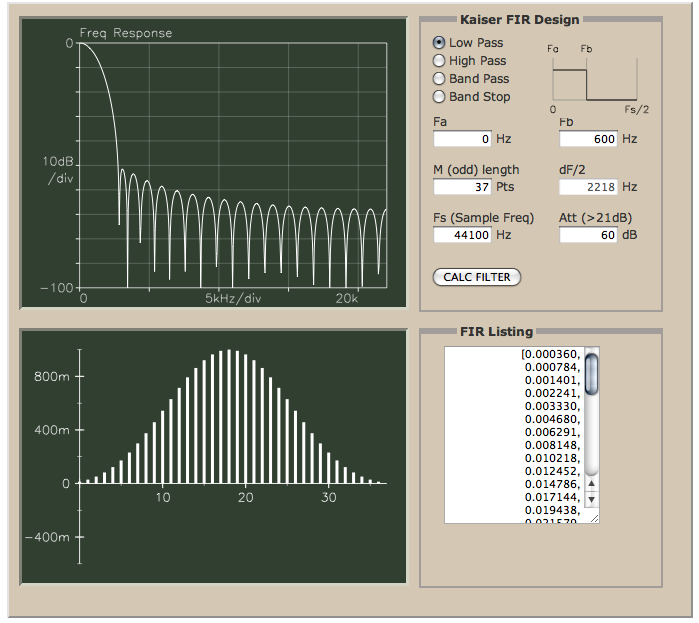 Freq Response
0
10dB
/div
-100
0
5kHz/div
20k
Kaiser FIR Design
Low Pass
High Pass
Band Pass
Band Stop
Fa
Fb
0
Fs/2
Fa
Fb
0 Hz
600 Hz
M (odd) length
dF/2
37 Pts
2218 Hz
Fs (Sample Freq)
Att (>21dB)
44100 Hz
60 dB
CALC FILTER
800m
400m
0
-400m
10
20
30
FIR Listing
[0.000360,
0.000784,
0.001401,
0.002241,
0.003330,
0.004680,
0.006291,
0.008148,
0.010218,
0.012452,
0.014786,
0.017144,
0.019438,
0.021579,